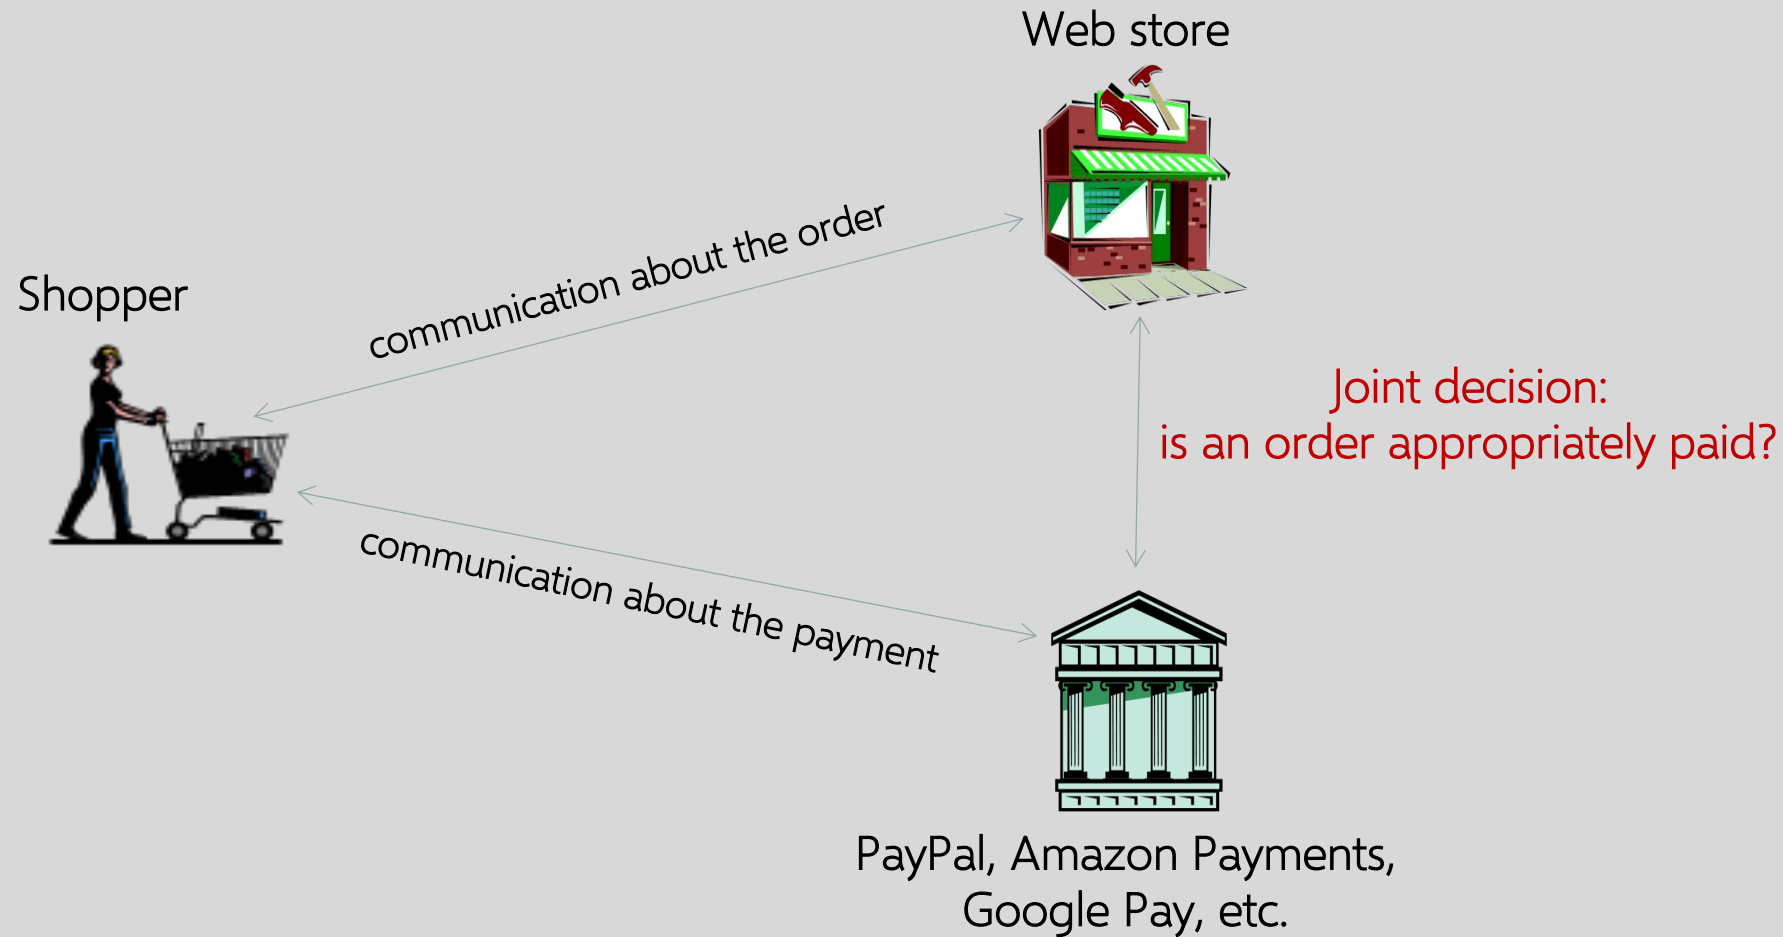 Web store
communication about the order
Shopper
Joint decision:
is an order appropriately paid?
communication about the payment
PayPal, Amazon Payments,
Google Pay, etc.